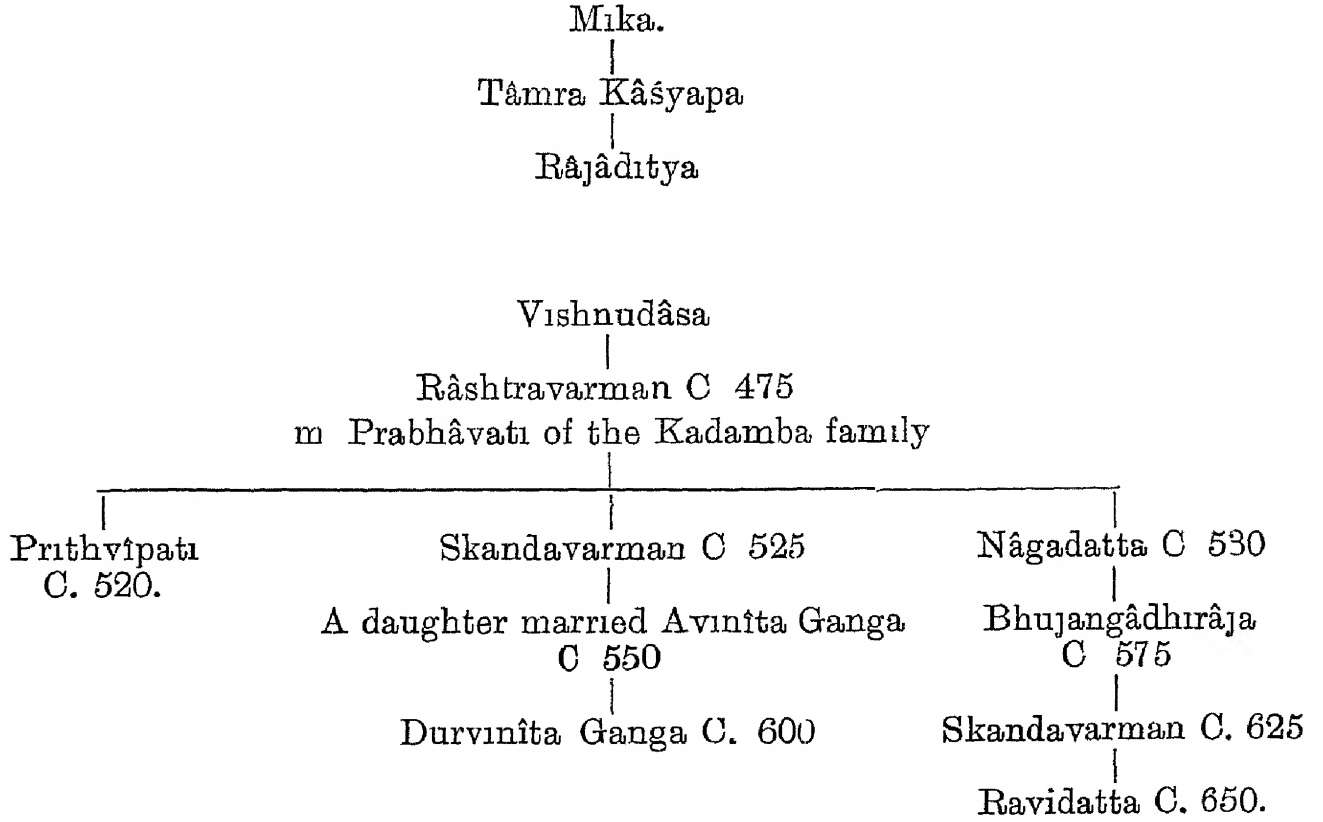 Mika.
Tâmra Kâśyapa
Râjâditya
Vishnudâsa
Râshtravarman C 475
m Prabhâvati of the Kadamba family
Prithvîpati Skandavarman C 525 Nâgadatta C 530
C. 520.
A daughter married Avinîta Ganga Bhujangâdhirâja
C 550 C 575
Durvinîta Ganga C. 600 Skandavarman C. 625
Ravidatta C. 650.